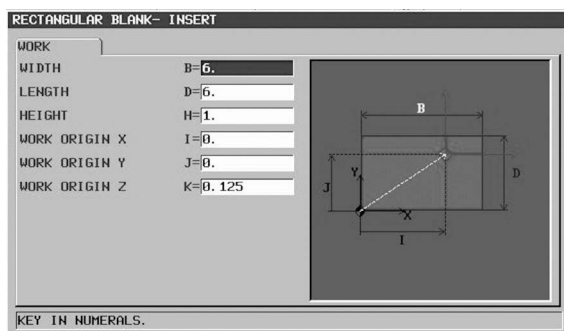 RECTANGULAR BLANK- INSERT
WORK
WIDTH B=6.
LENGTH D=6.
HEIGHT H=1.
WORK ORIGIN X I=0.
WORK ORIGIN Y J=0.
WORK ORIGIN Z K=0.125
B
D
Y
J
X
I
KEY IN NUMERALS.